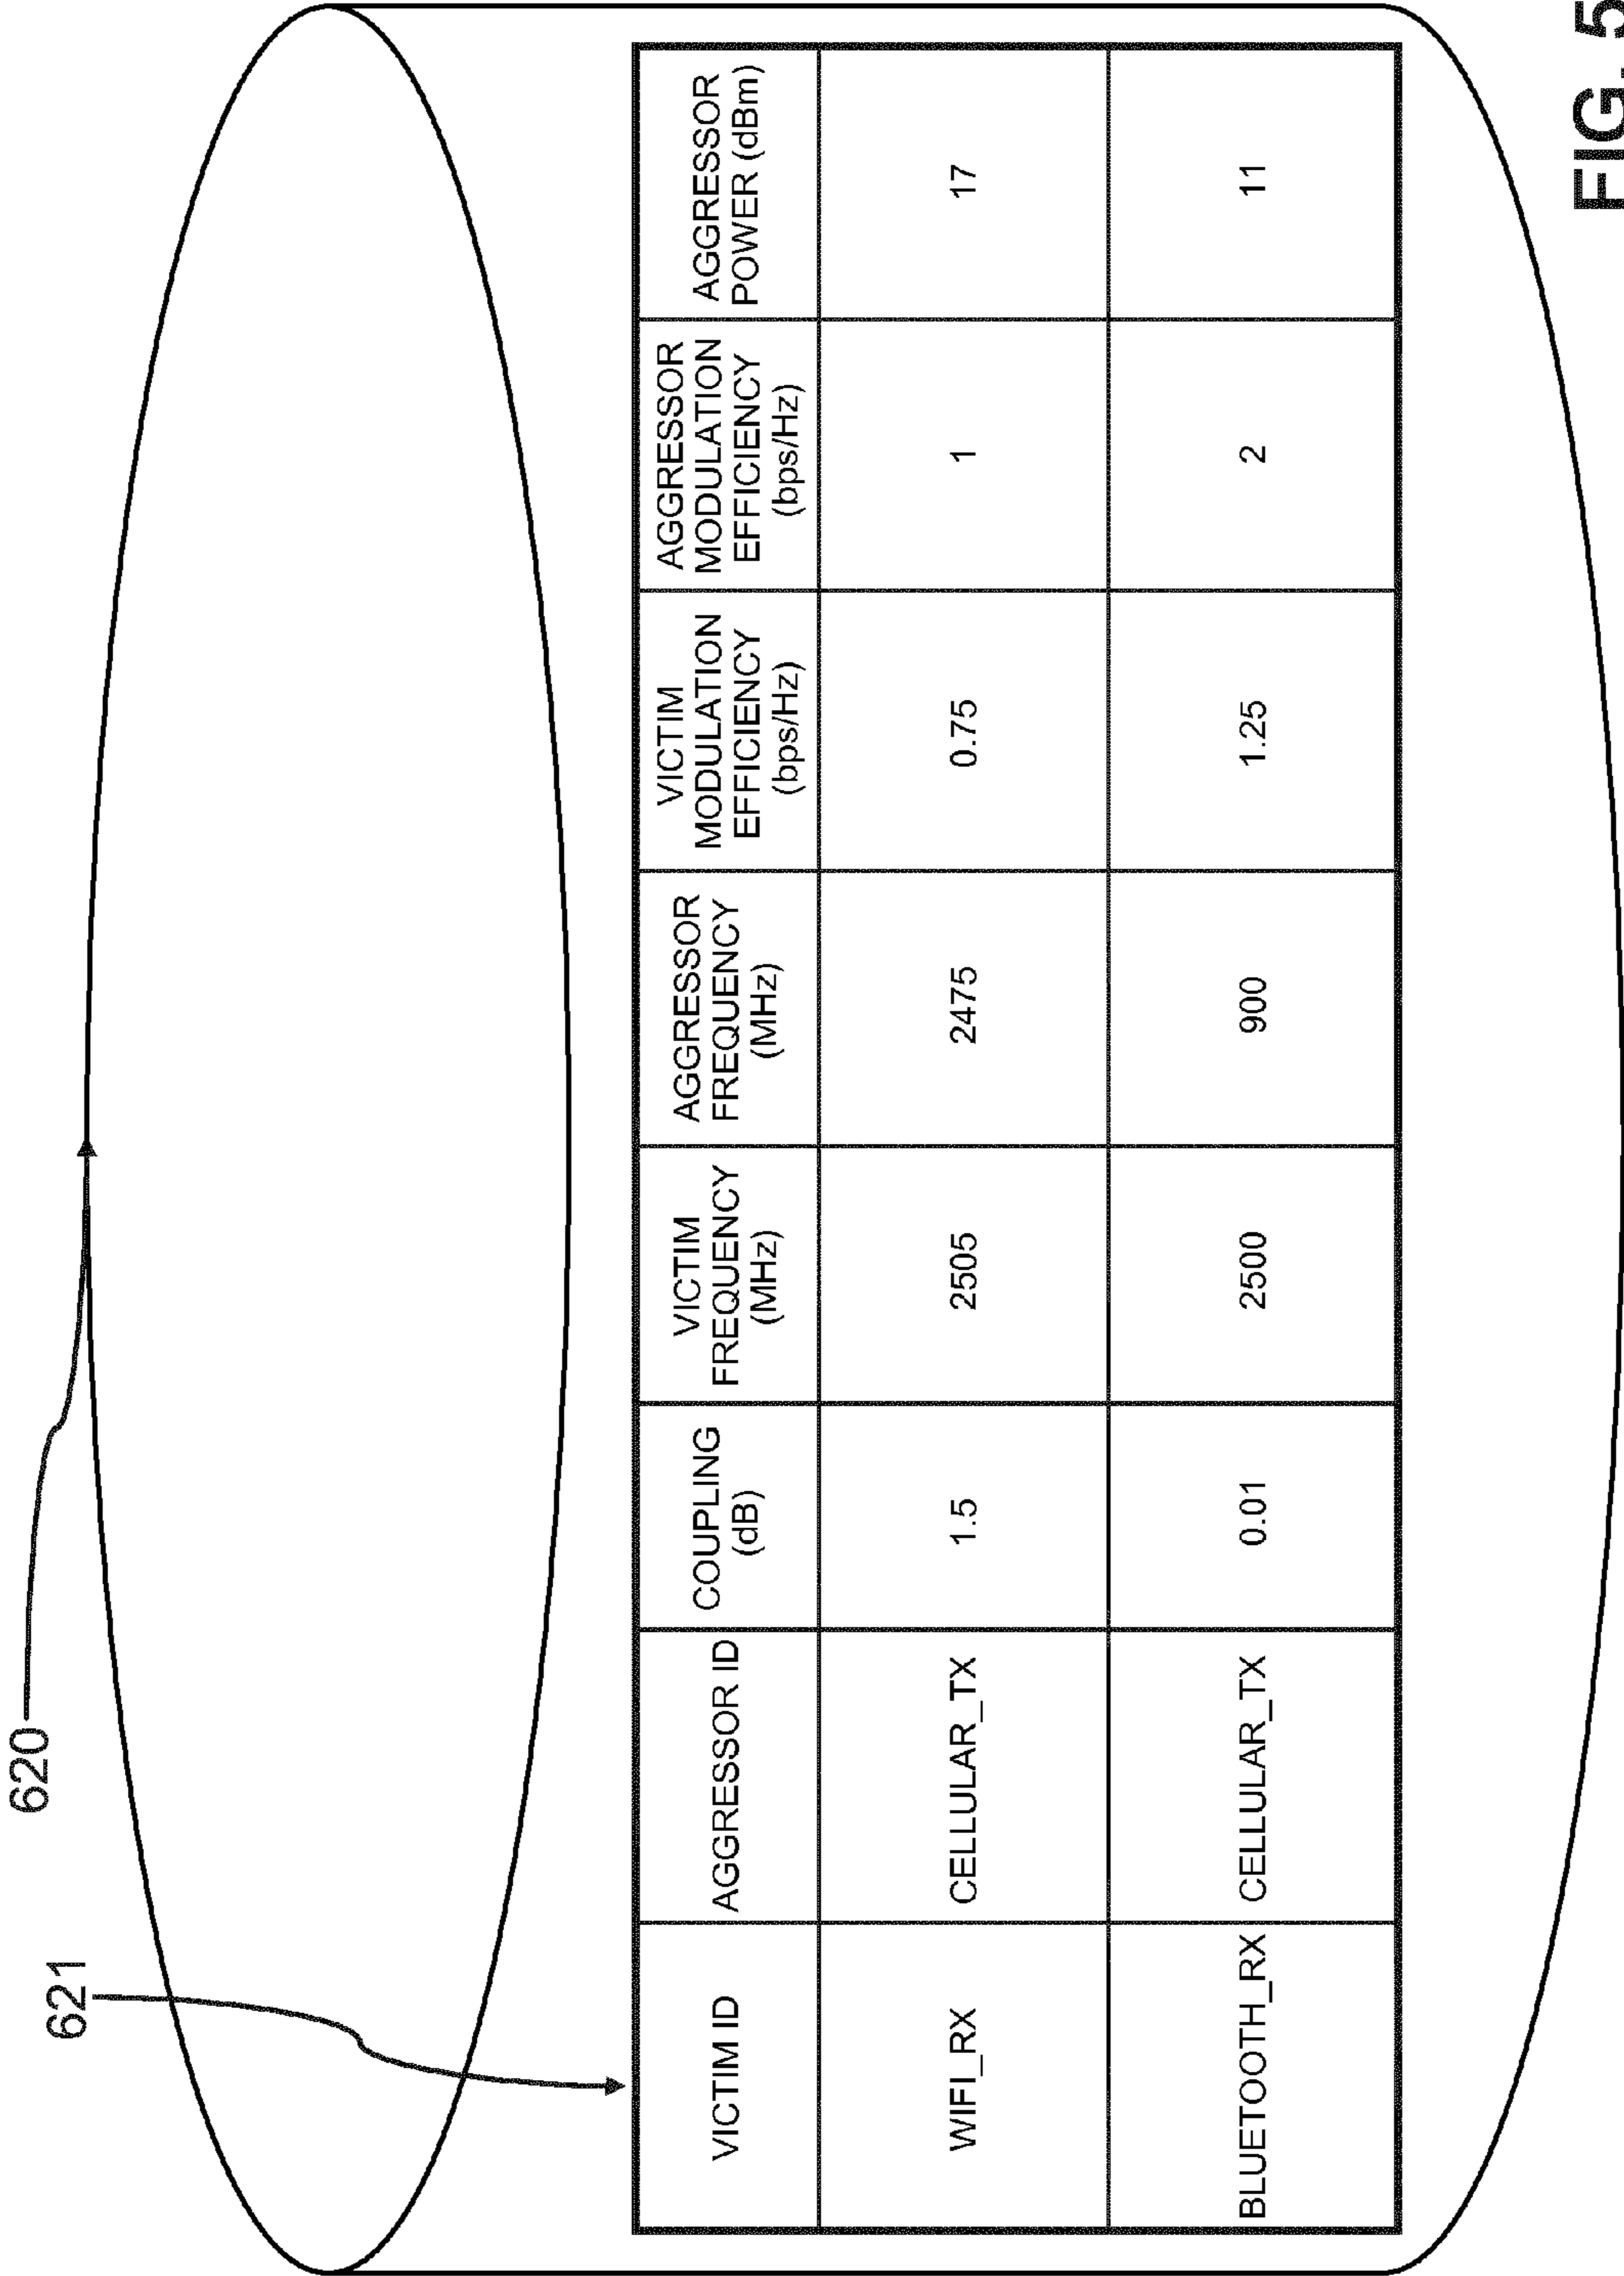 620
621
VICTIM ID
AGGRESSOR ID
COUPLING
(dB)
VICTIM
FREQUENCY
(MHz)
AGGRESSOR
FREQUENCY
(MHz)
VICTIM
MODULATION
EFFICIENCY
(bps/Hz)
AGGRESSOR
MODULATION
EFFICIENCY
(bps/Hz)
AGGRESSOR
POWER (dBm)
WIFI_RX
CELLULAR_TX
1.5
2505
2475
0.75
1
17
BLUETOOTH_RX
CELLULAR_TX
0.01
2500
900
1.25
2
11
FIG. 5